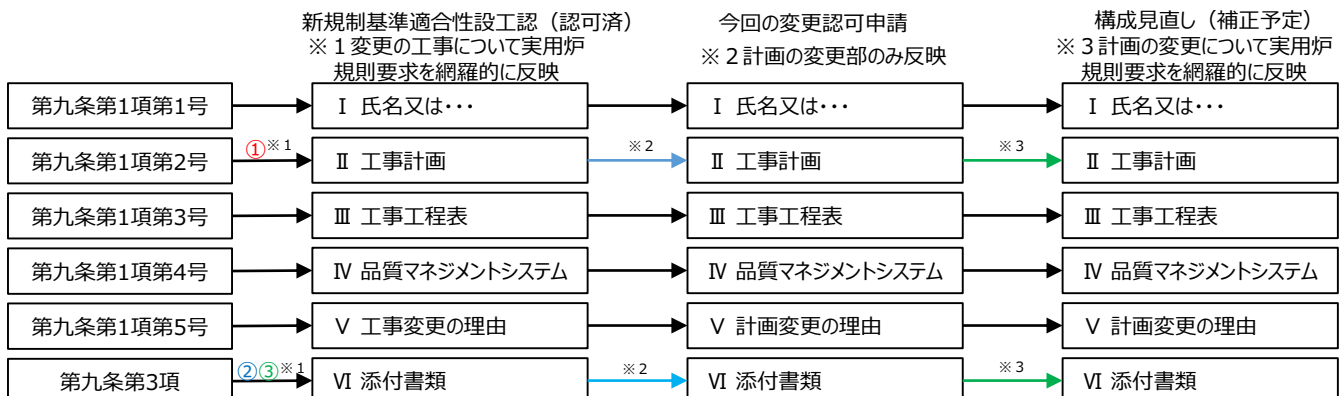 新規制基準適合性設工認（認可済）
※１変更の工事について実用炉
規則要求を網羅的に反映
今回の変更認可申請
※２計画の変更部のみ反映
構成見直し（補正予定）
※３計画の変更について実用炉
規則要求を網羅的に反映
第九条第1項第1号
Ⅰ 氏名又は・・・
Ⅰ 氏名又は・・・
Ⅰ 氏名又は・・・
第九条第1項第2号
①※１
Ⅱ 工事計画
※２
Ⅱ 工事計画
※３
Ⅱ 工事計画
第九条第1項第3号
Ⅲ 工事工程表
Ⅲ 工事工程表
Ⅲ 工事工程表
第九条第1項第4号
Ⅳ 品質マネジメントシステム
Ⅳ 品質マネジメントシステム
Ⅳ 品質マネジメントシステム
第九条第1項第5号
Ⅴ 工事変更の理由
Ⅴ 計画変更の理由
Ⅴ 計画変更の理由
第九条第3項
②③※１
Ⅵ 添付書類
※２
Ⅵ 添付書類
※３
Ⅵ 添付書類